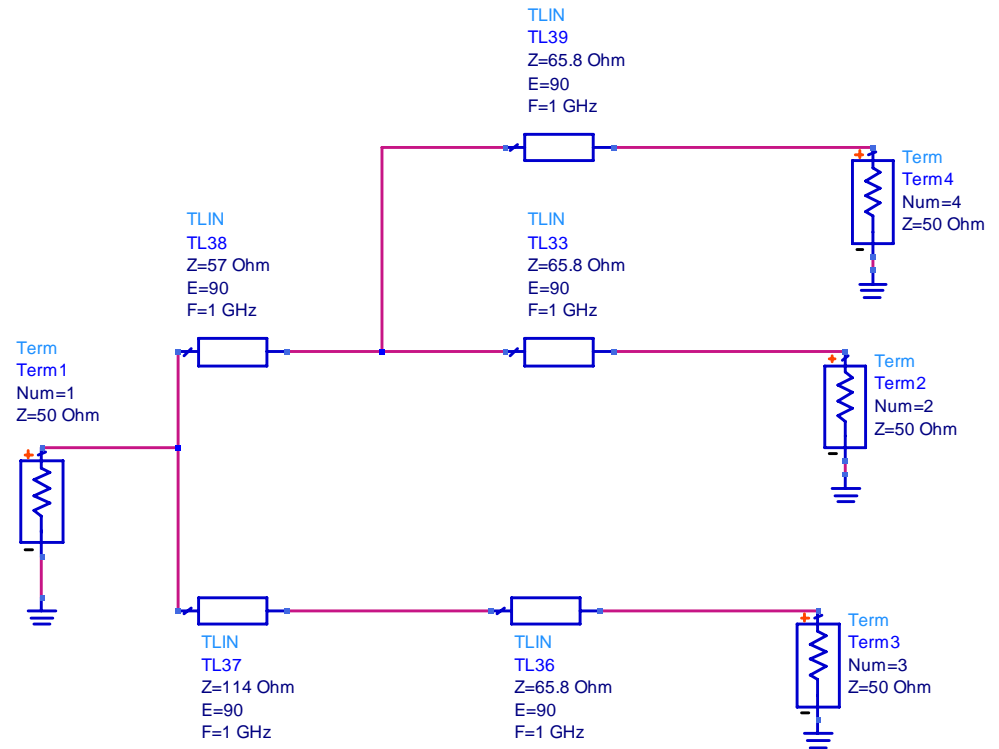 TLIN
TL39
Z=65.8 Ohm
E=90
F=1 GHz
Term
Term4
Num=4
Z=50 Ohm
TLIN
TL38
Z=57 Ohm
E=90
F=1 GHz
TLIN
TL33
Z=65.8 Ohm
E=90
F=1 GHz
Term
Term1
Num=1
Z=50 Ohm
Term
Term2
Num=2
Z=50 Ohm
TLIN
TL37
Z=114 Ohm
E=90
F=1 GHz
TLIN
TL36
Z=65.8 Ohm
E=90
F=1 GHz
Term
Term3
Num=3
Z=50 Ohm